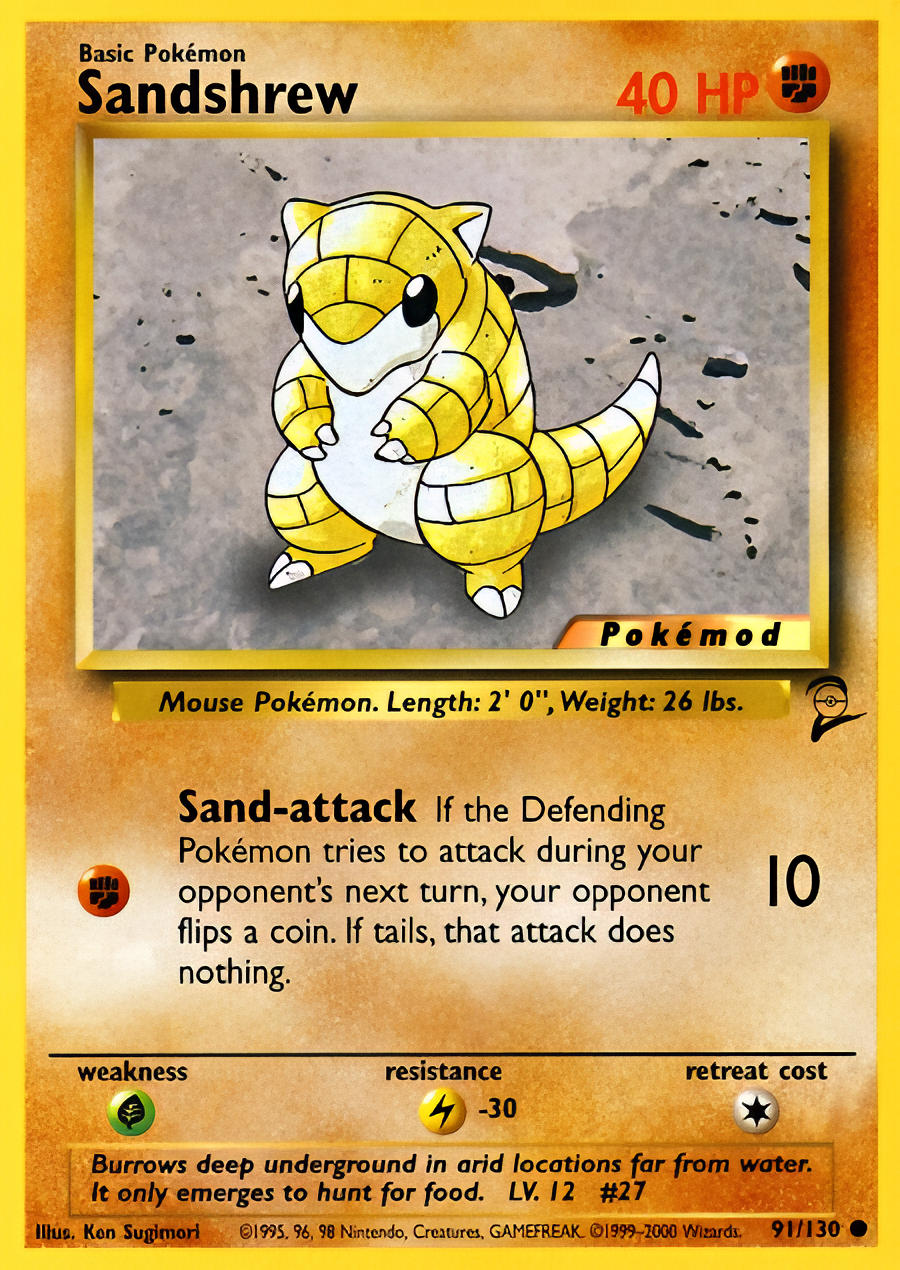 Basic Pokémon
Sandshrew
40 HP
Pokémod
Mouse Pokémon. Length: 2' 0", Weight: 26 lbs.
Sand-attack If the Defending
Pokémon tries to attack during your
opponent's next turn, your opponent
flips a coin. If tails, that attack does
nothing.
10
weakness
resistance
retreat cost
-30
Burrows deep underground in arid locations far from water.
It only emerges to hunt for food. LV. 12 #27
Illus. Ken Sugimori ©1995, 96, 98 Nintendo, Creatures, GAMEFREAK. ©1999-2000 Wizards. 91/130